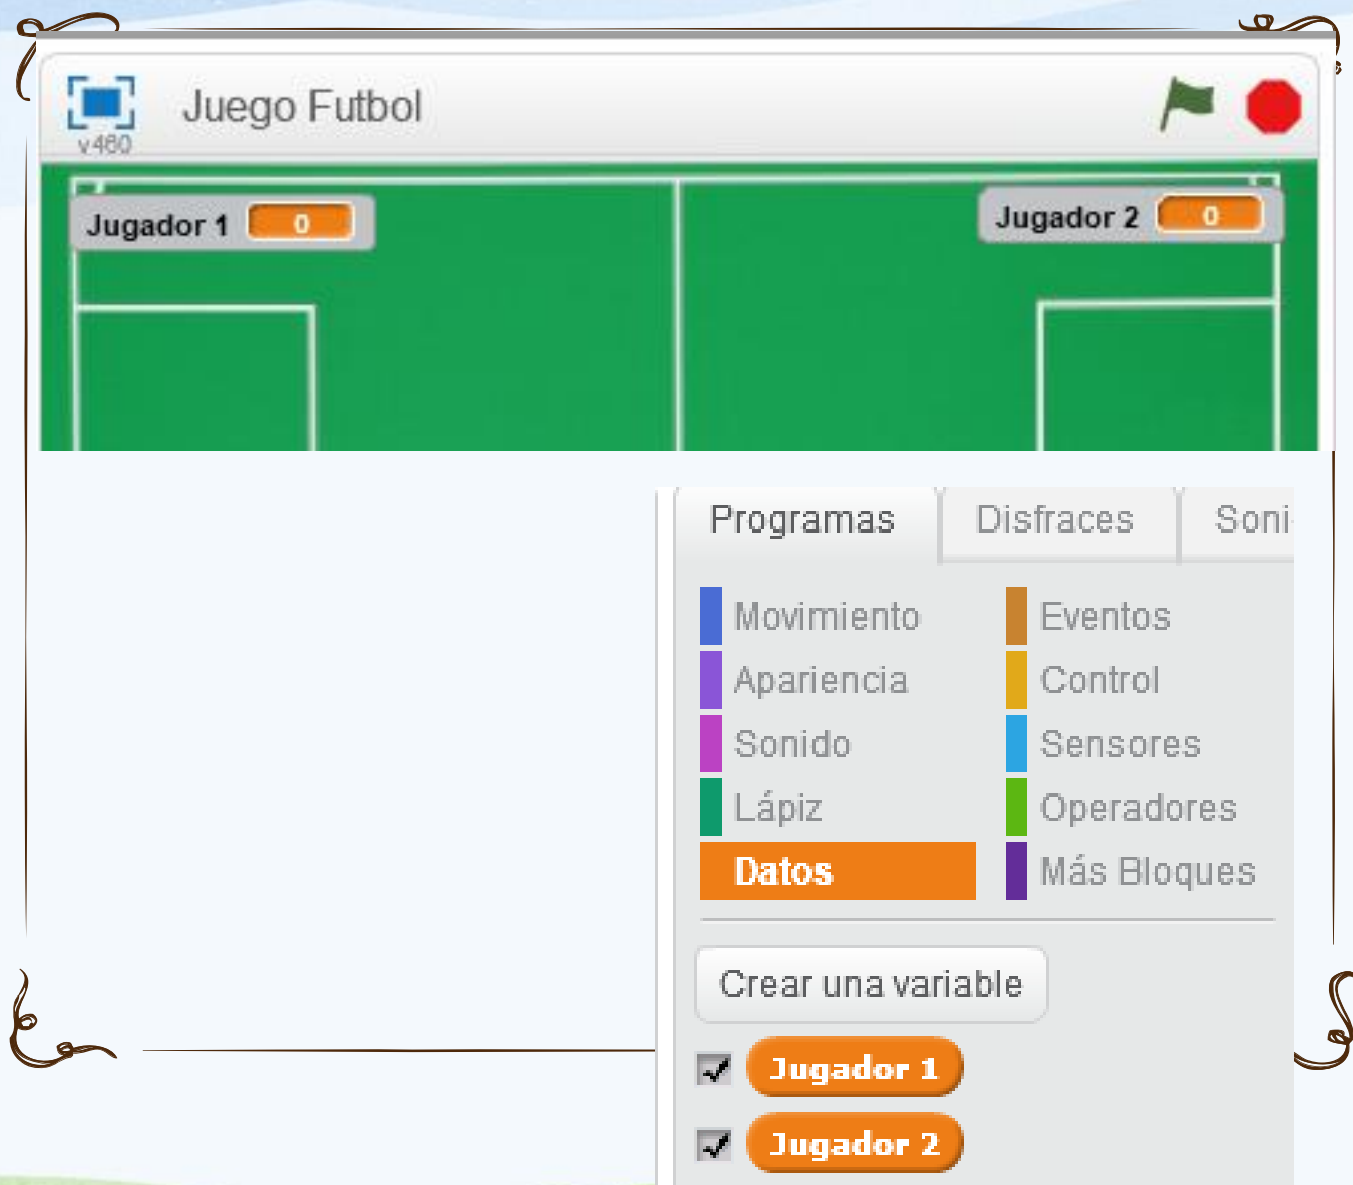 Juego Futbol
v460
Jugador 1 0
Jugador 2 0
Programas Disfraces Soni
Movimiento Eventos
Apariencia Control
Sonido Sensores
Lápiz Operadores
Datos Más Bloques
Crear una variable
Jugador 1
Jugador 2